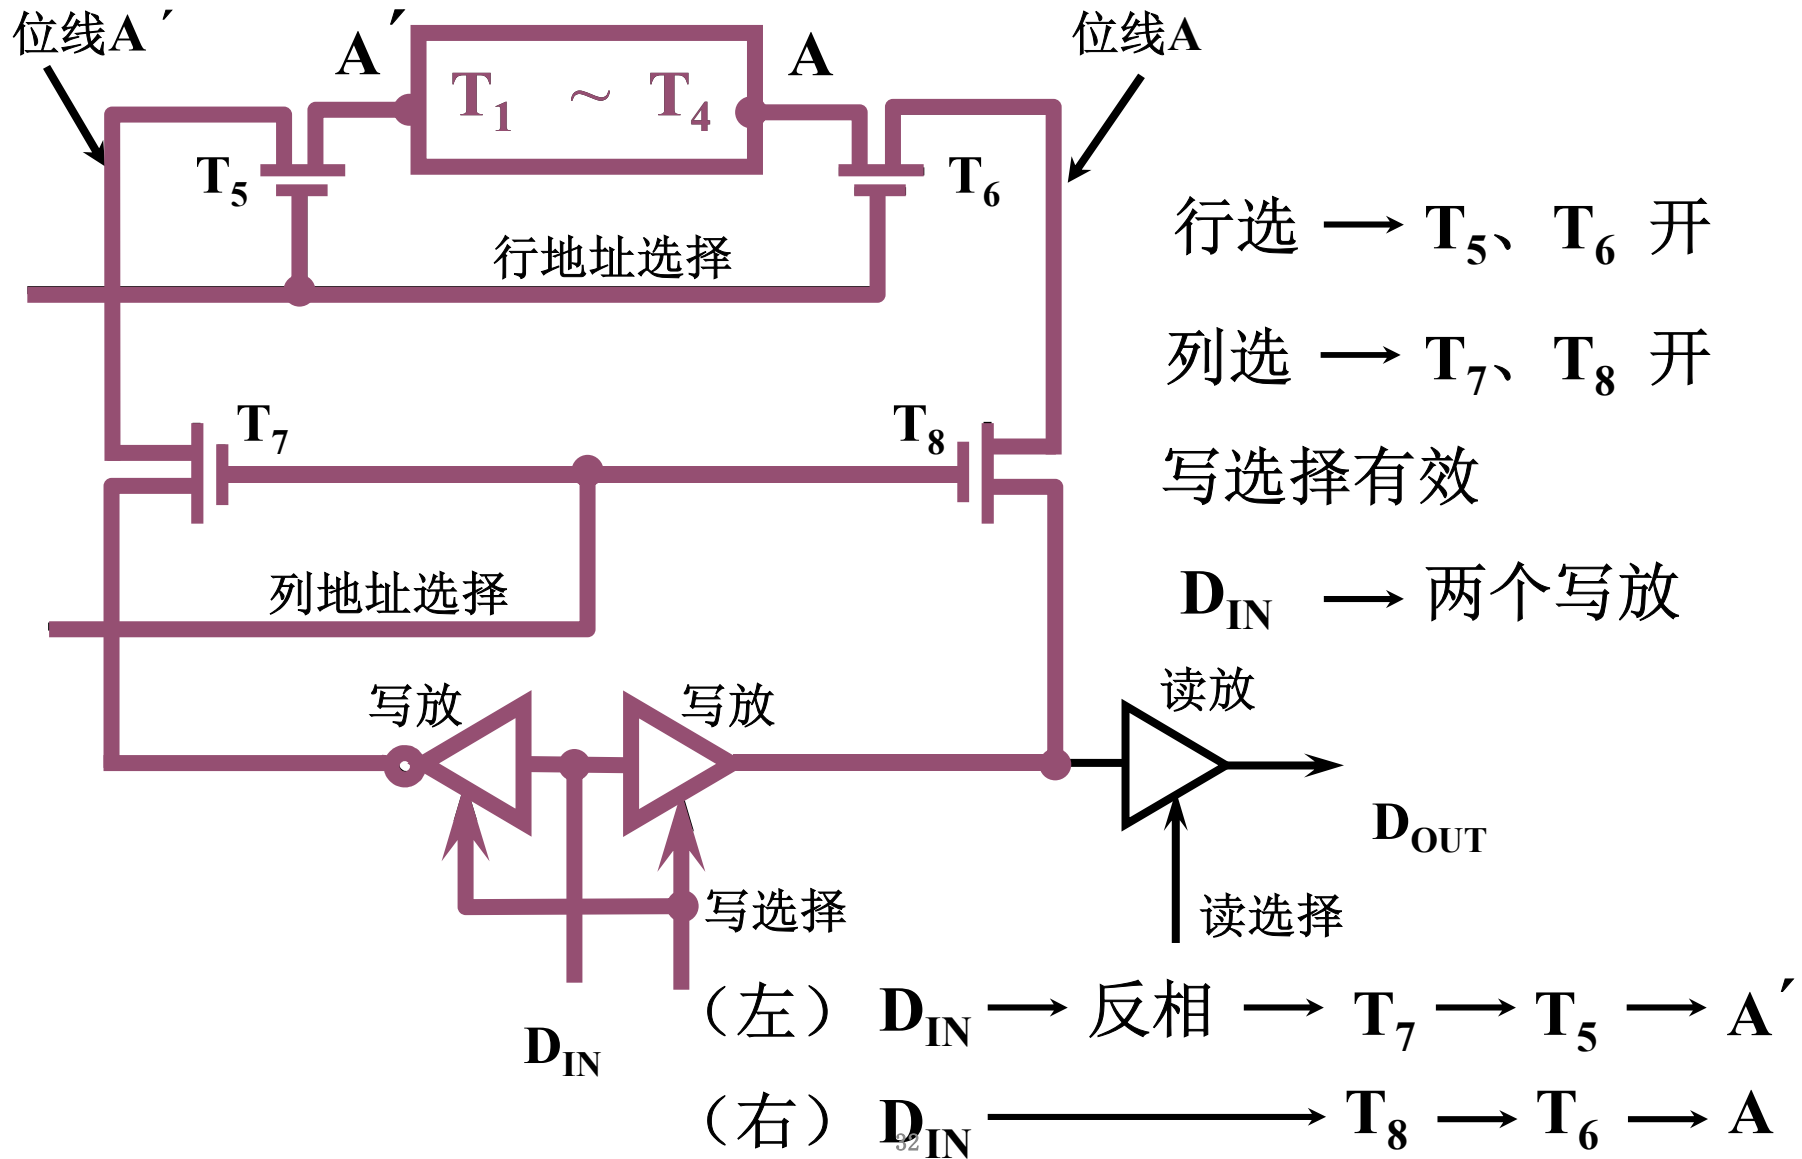 位线A′
A′
A
位线A
T1 ~ T4
T5
T6
行地址选择
行选 → T5、T6 开
列选 → T7、T8 开
T7
T8
写选择有效
列地址选择
DIN → 两个写放
写放
写放
读放
DOUT
写选择
读选择
DIN
（左）DIN → 反相 → T7 → T5 → A′
（右）DIN → T8 → T6 → A
32